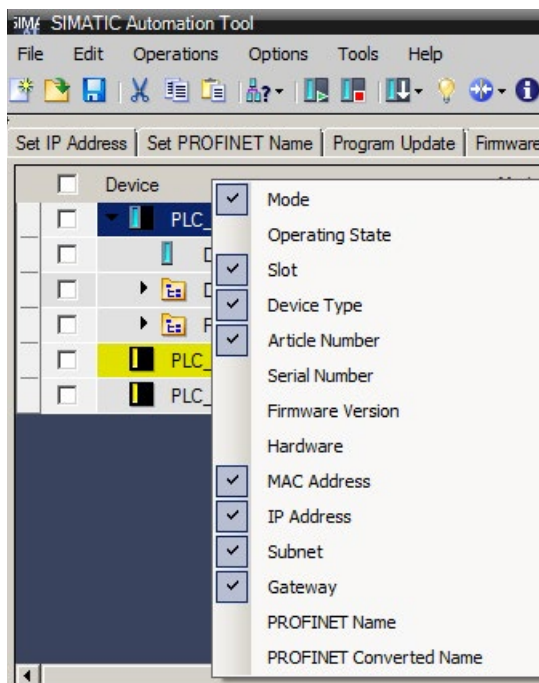 SIMATIC Automation Tool
File Edit Operations Options Tools Help
Set IP Address Set PROFINET Name Program Update Firmware
Device
Mode
PLC_
Operating State
Slot
Device Type
Article Number
Serial Number
PLC_
Firmware Version
PLC_
Hardware
MAC Address
IP Address
Subnet
Gateway
PROFINET Name
PROFINET Converted Name